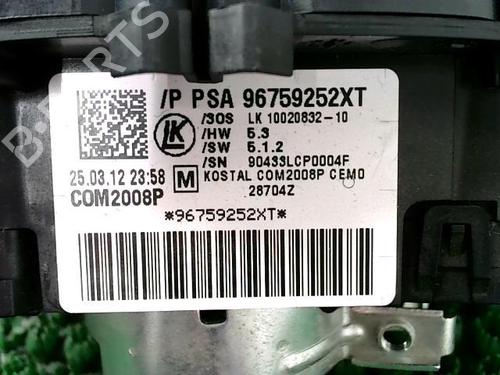 B-PARTS
/P PSA 96759252XT
/SOS LK 10020832-10
/HW 5.3
/SW 5.1.2
/SN 90433LCP0004F
LK
25.03.12 23:58 M KOSTAL COM2008P CEMO
COM2008P 28704Z
*96759252XT*